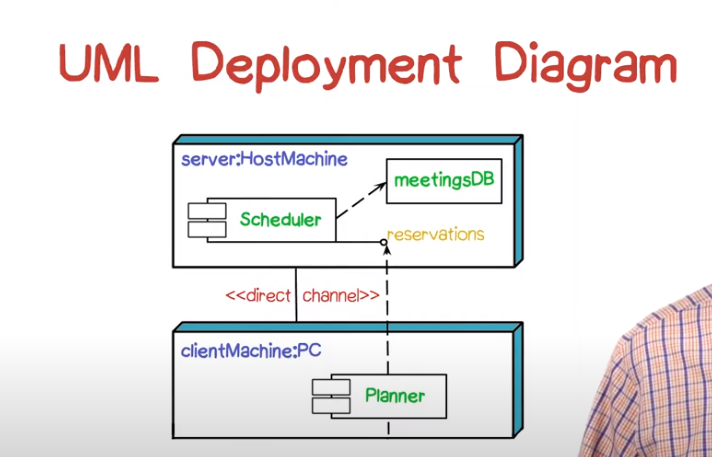 UML Deployment Diagram
server:HostMachine
meetingsDB
Scheduler
reservations
<<direct channel>>
clientMachine:PC
Planner